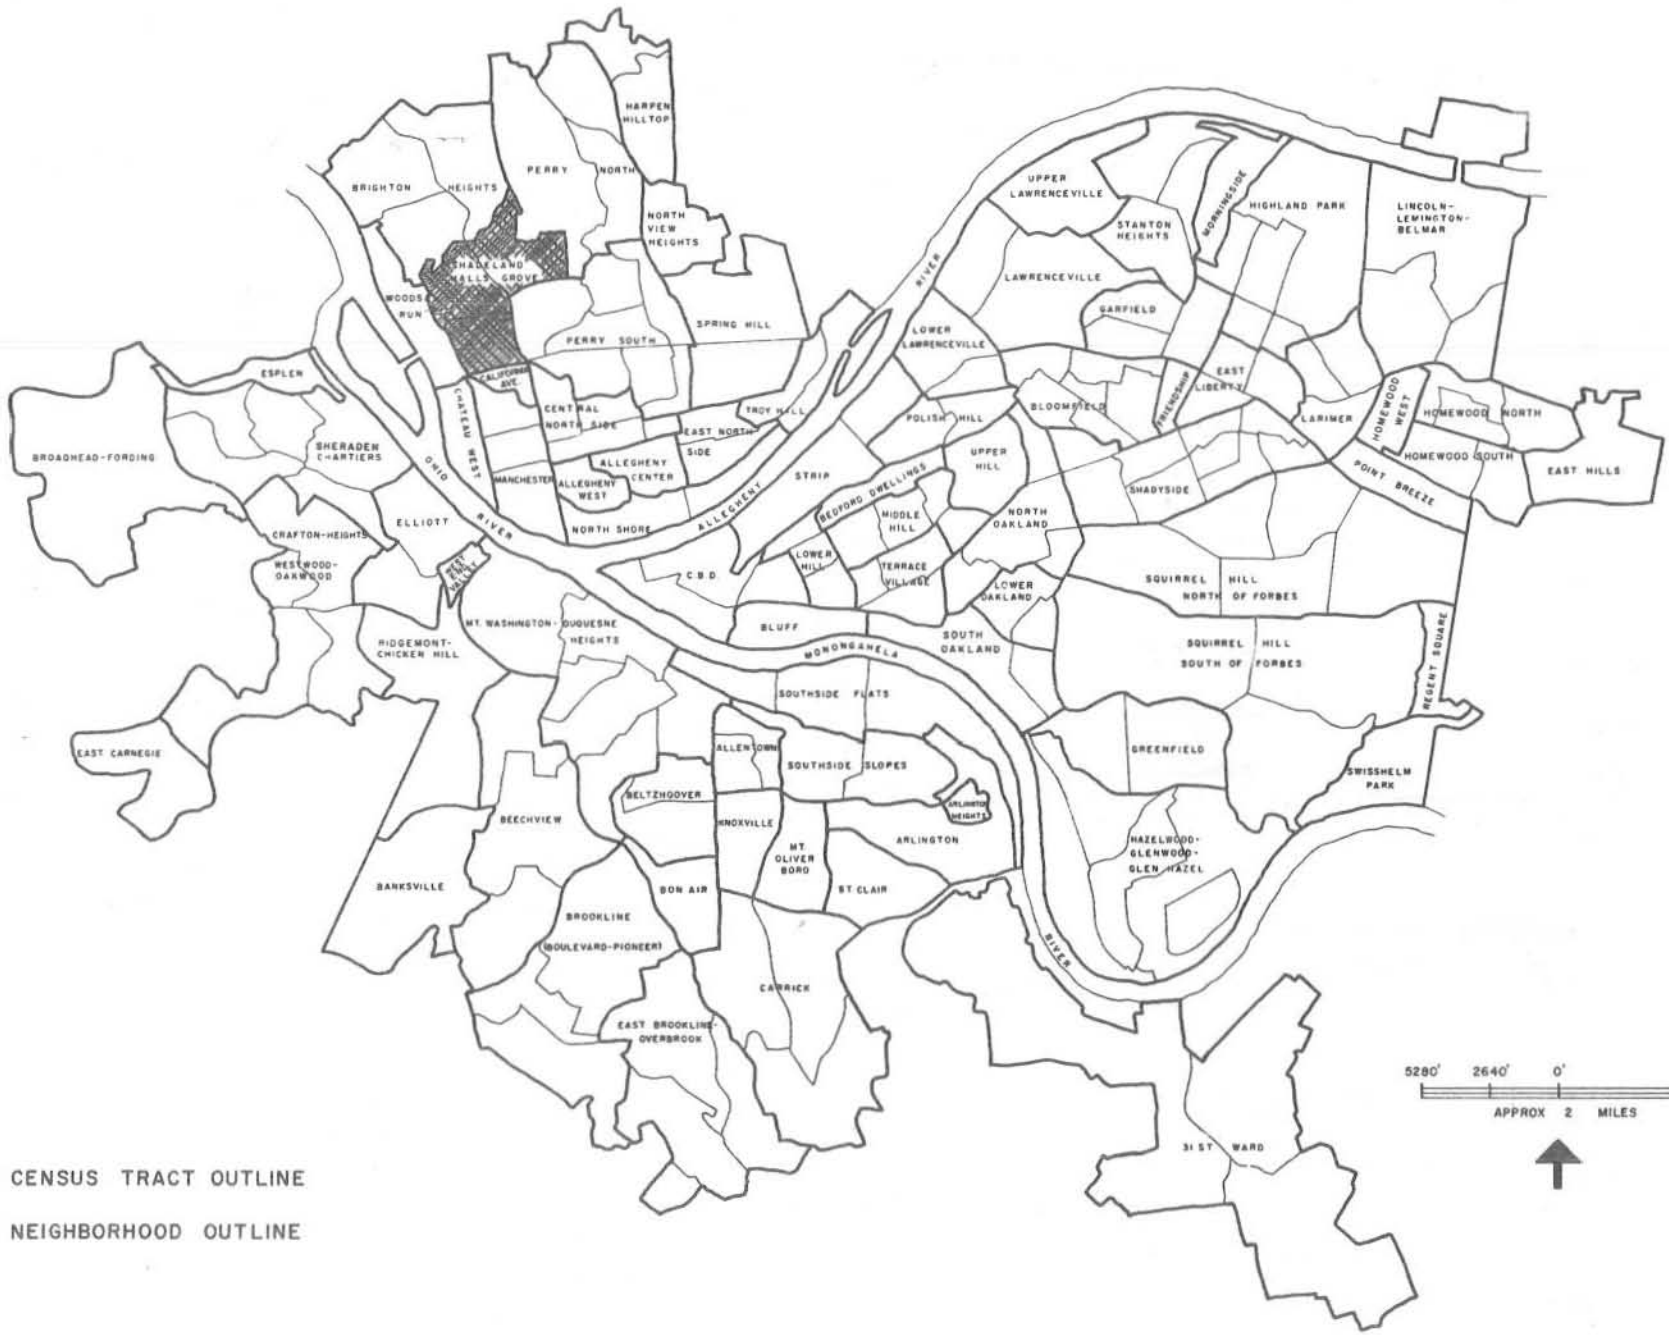 HARPEN
HILLTOP
PERRY NORTH
BRIGHTON HEIGHTS
NORTH
VIEW
HEIGHTS
SHADELAND
HALLS GROVE
WOODS
RUN
PERRY SOUTH
SPRING HILL
CALIFORNIA
AVE.
CHATEAU WEST
CENTRAL
NORTH SIDE
TROY HILL
EAST NORTH
SIDE
ALLEGHENY
CENTER
MANCHESTER
ALLEGHENY
WEST
NORTH SHORE
ESPLEN
SHERADEN
CHARTIERS
BROADHEAD-FORDING
OHIO
RIVER
ALLEGHENY
RIVER
CRAFTON-HEIGHTS
ELLIOTT
WESTWOOD-
OAKWOOD
WEST
END
VALLEY
RIDGEMONT-
CHICKEN HILL
EAST CARNEGIE
MT. WASHINGTON-DUQUESNE
HEIGHTS
UPPER
LAWRENCEVILLE
STANTON
HEIGHTS
MORNINGSIDE
HIGHLAND PARK
LINCOLN-
LEMINGTON-
BELMAR
LAWRENCEVILLE
GARFIELD
LOWER
LAWRENCEVILLE
EAST
LIBERTY
FRIENDSHIP
BLOOMFIELD
POLISH HILL
LARIMER
HOMEWOOD
WEST
HOMEWOOD NORTH
HOMEWOOD SOUTH
EAST HILLS
POINT BREEZE
STRIP
UPPER
HILL
BEDFORD DWELLINGS
MIDDLE
HILL
SHADYSIDE
NORTH
OAKLAND
LOWER
HILL
TERRACE
VILLAGE
C.B.D.
LOWER
OAKLAND
SQUIRREL HILL
NORTH OF FORBES
BLUFF
SOUTH
OAKLAND
SQUIRREL HILL
SOUTH OF FORBES
REGENT SQUARE
MONONGAHELA
RIVER
SOUTHSIDE FLATS
ALLENTOWN
SOUTHSIDE SLOPES
GREENFIELD
SWISSHELM
PARK
BELTZHOOVER
BEECHVIEW
KNOXVILLE
ARLINGTON
HEIGHTS
ARLINGTON
MT.
OLIVER
BORO
HAZELWOOD-
GLENWOOD-
GLEN HAZEL
BANKSVILLE
BON AIR
ST CLAIR
BROOKLINE
(BOULEVARD-PIONEER)
CARRICK
EAST BROOKLINE-
OVERBROOK
31 ST WARD
5280' 2640' 0'
APPROX 2 MILES
CENSUS TRACT OUTLINE
NEIGHBORHOOD OUTLINE